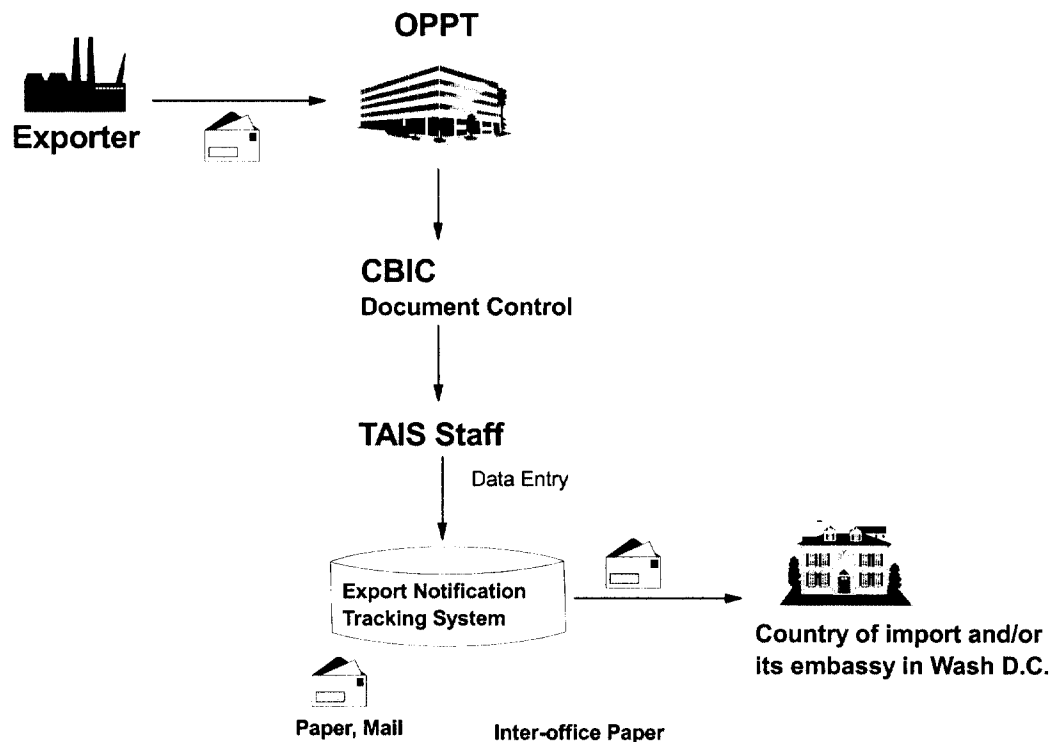 OPPT
Exporter
CBIC
Document Control
TAIS Staff
Data Entry
Export Notification
Tracking System
Country of import and/or
its embassy in Wash D.C.
Paper, Mail
Inter-office Paper